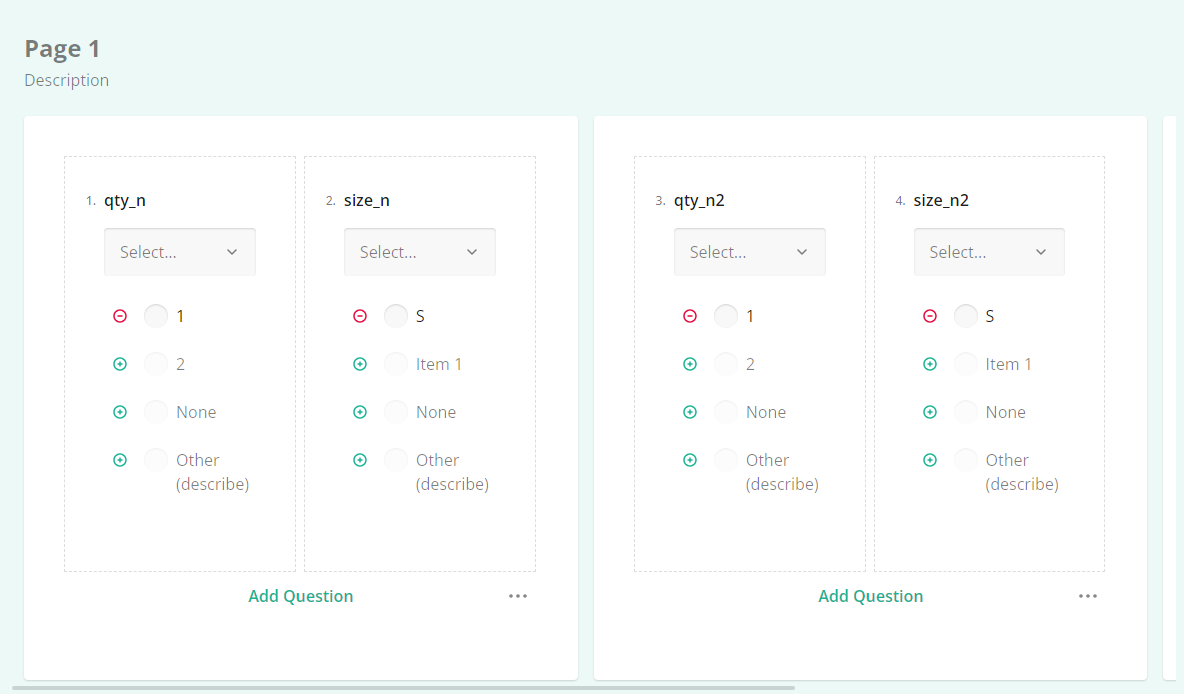 Page 1
Description
1. qty_n
Select...
1
2
None
Other
(describe)
2. size_n
Select...
S
Item 1
None
Other
(describe)
Add Question
3. qty_n2
Select...
1
2
None
Other
(describe)
4. size_n2
Select...
S
Item 1
None
Other
(describe)
Add Question